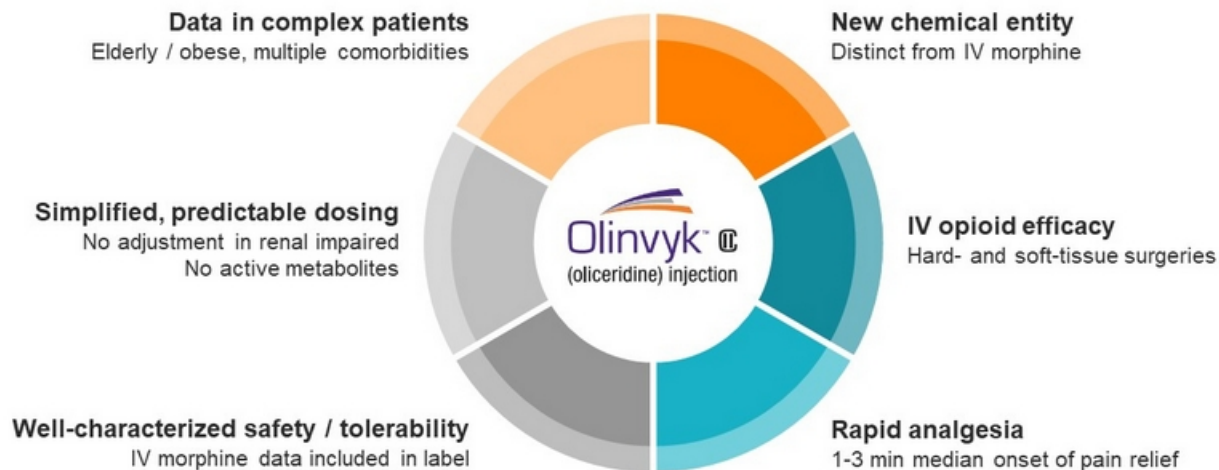 Data in complex patients
Elderly / obese, multiple comorbidities
New chemical entity
Distinct from IV morphine
Simplified, predictable dosing
No adjustment in renal impaired
No active metabolites
Olinvyk™ CII
(oliceridine) injection
IV opioid efficacy
Hard- and soft-tissue surgeries
Well-characterized safety / tolerability
IV morphine data included in label
Rapid analgesia
1-3 min median onset of pain relief